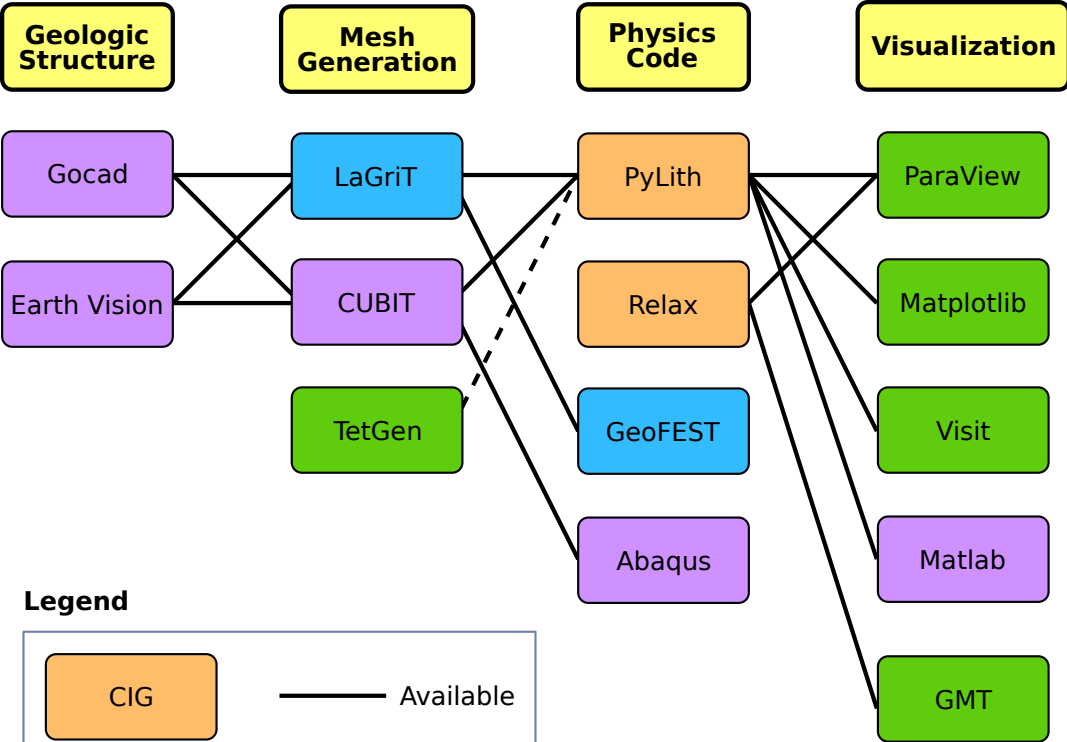 Geologic
Structure
Mesh
Generation
Physics
Code
Visualization
Gocad
LaGriT
PyLith
ParaView
Earth Vision
CUBIT
Relax
Matplotlib
TetGen
GeoFEST
Visit
Abaqus
Matlab
Legend
CIG
Available
GMT